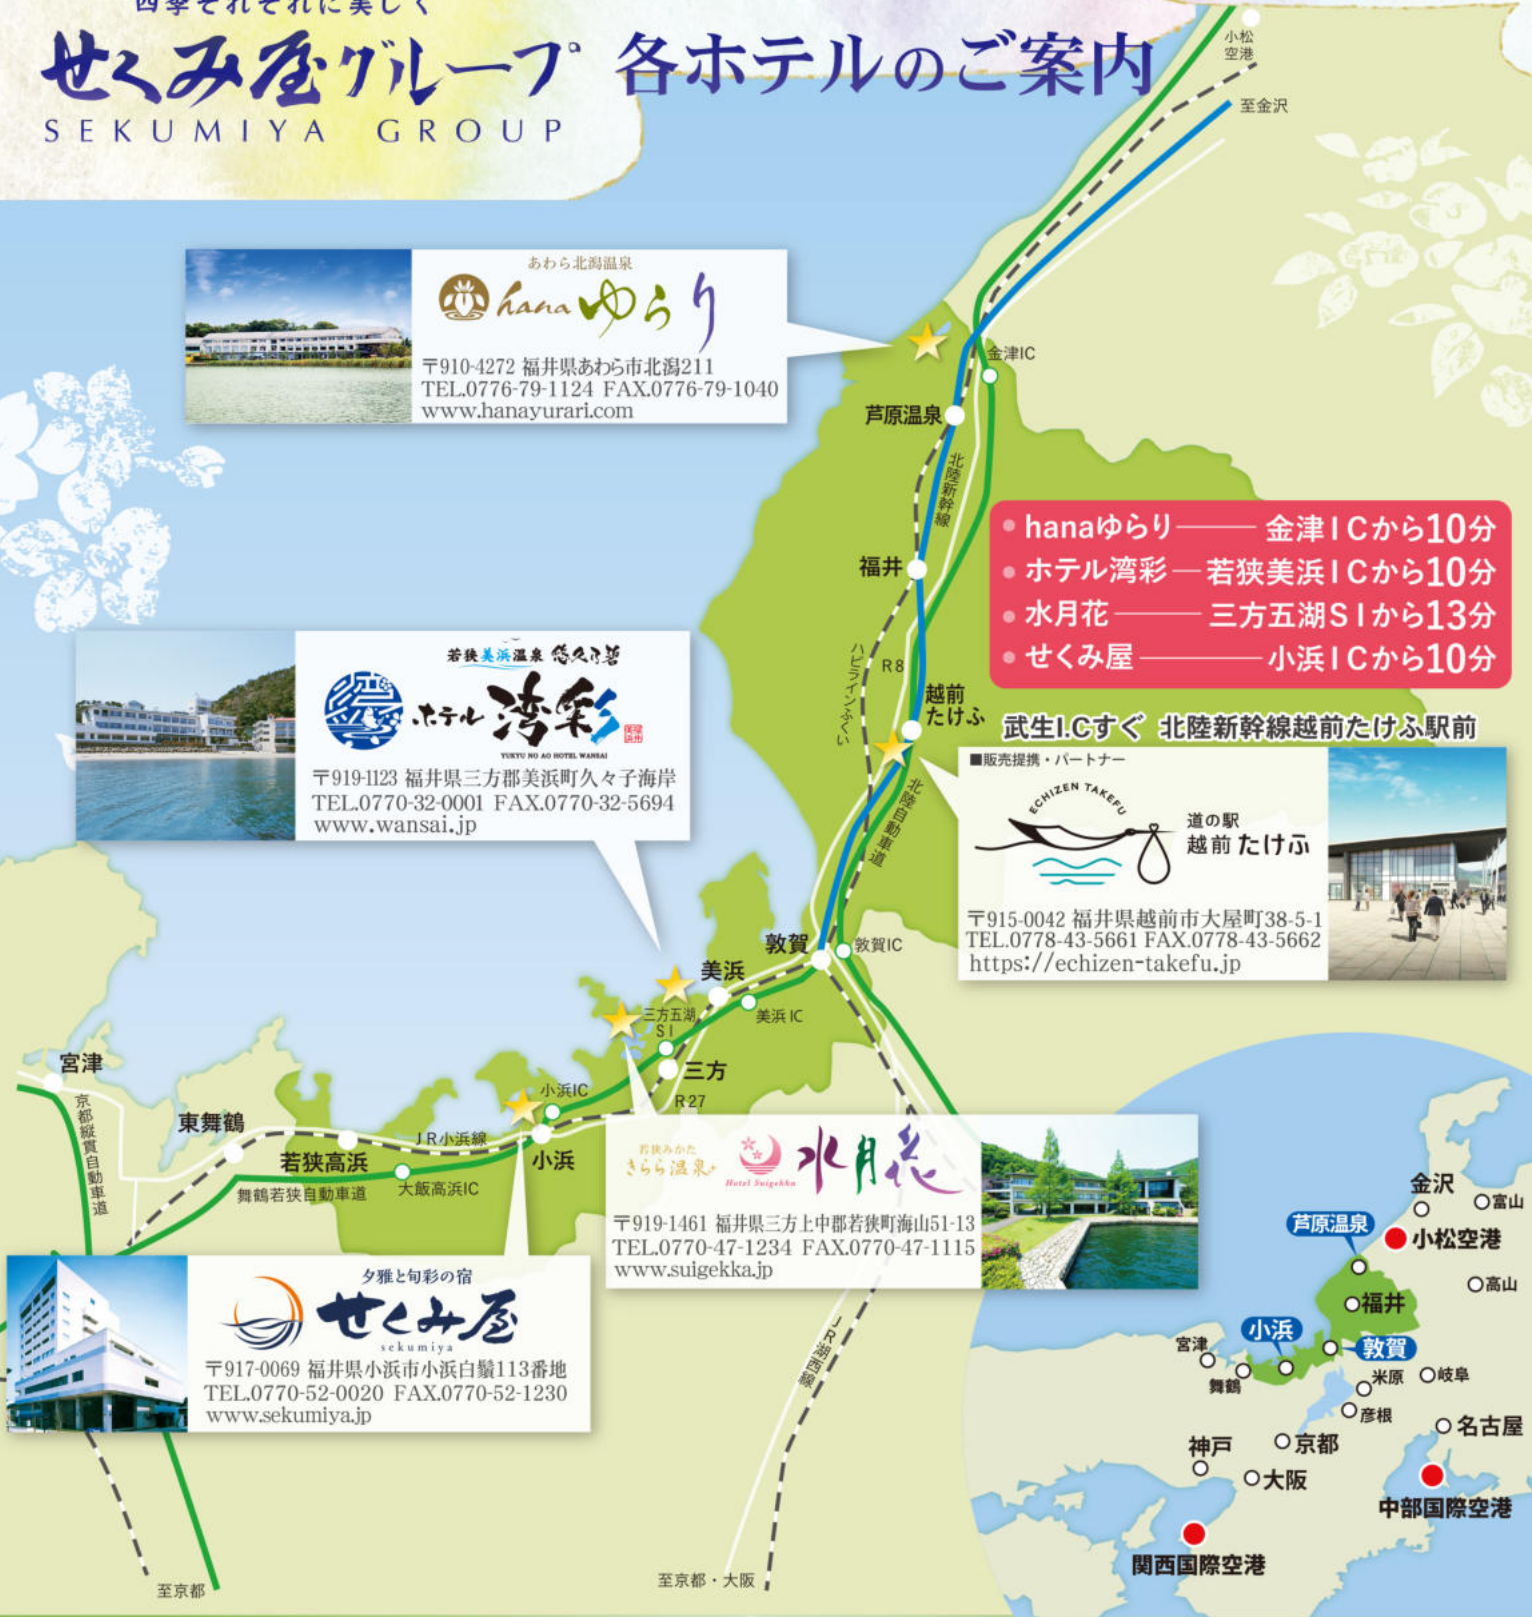 四季それぞれに美しく
せくみ屋グループ 各ホテルのご案内
SEKUMIYA GROUP
小松
空港
至金沢
あわら北潟温泉
hana ゆらり
〒910-4272 福井県あわら市北潟211
TEL.0776-79-1124 FAX.0776-79-1040
www.hanayurari.com
金津IC
芦原温泉
北陸新幹線
福井
• hanaゆらり―金津ICから10分
• ホテル湾彩―若狭美浜ICから10分
• 水月花―三方五湖SIから13分
• せくみ屋―小浜ICから10分
ハピラインふくい
R8
越前
たけふ
武生I.Cすぐ 北陸新幹線越前たけふ駅前
■販売提携・パートナー
ECHIZEN TAKEFU
道の駅
越前たけふ
〒915-0042 福井県越前市大屋町38-5-1
TEL.0778-43-5661 FAX.0778-43-5662
https://echizen-takefu.jp
北陸自動車道
若狭美浜温泉 悠久乃碧
ホテル湾彩
YUKYU NO AO HOTEL WANSAI
〒919-1123 福井県三方郡美浜町久々子海岸
TEL.0770-32-0001 FAX.0770-32-5694
www.wansai.jp
敦賀
敦賀IC
美浜
美浜 IC
三方五湖
SI
三方
R27
小浜IC
宮津
京都縦貫自動車道
東舞鶴
若狭高浜
JR小浜線
小浜
舞鶴若狭自動車道
大飯高浜IC
若狭みかた
きらら温泉
Hotel Suigekka
水月花
〒919-1461 福井県三方上中郡若狭町海山51-13
TEL.0770-47-1234 FAX.0770-47-1115
www.suigekka.jp
夕雅と旬彩の宿
せくみ屋
sekumiya
〒917-0069 福井県小浜市小浜白鬚113番地
TEL.0770-52-0020 FAX.0770-52-1230
www.sekumiya.jp
JR湖西線
至京都
至京都・大阪
金沢
富山
芦原温泉
小松空港
高山
福井
小浜
宮津
敦賀
舞鶴
米原
岐阜
彦根
名古屋
神戸
京都
大阪
中部国際空港
関西国際空港